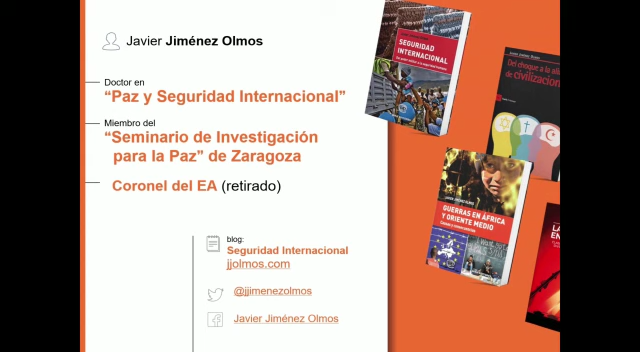 Javier Jiménez Olmos
Doctor en
“Paz y Seguridad Internacional”
Miembro del
“Seminario de Investigación
para la Paz” de Zaragoza
Coronel del EA (retirado)
blog:
Seguridad Internacional
jjolmos.com
@jjimenezolmos
Javier Jiménez Olmos
SEGURIDAD
INTERNACIONAL
Del choque a la
de civilizacion
GUERRAS EN ÁFRICA
Y ORIENTE MEDIO
LA
EN